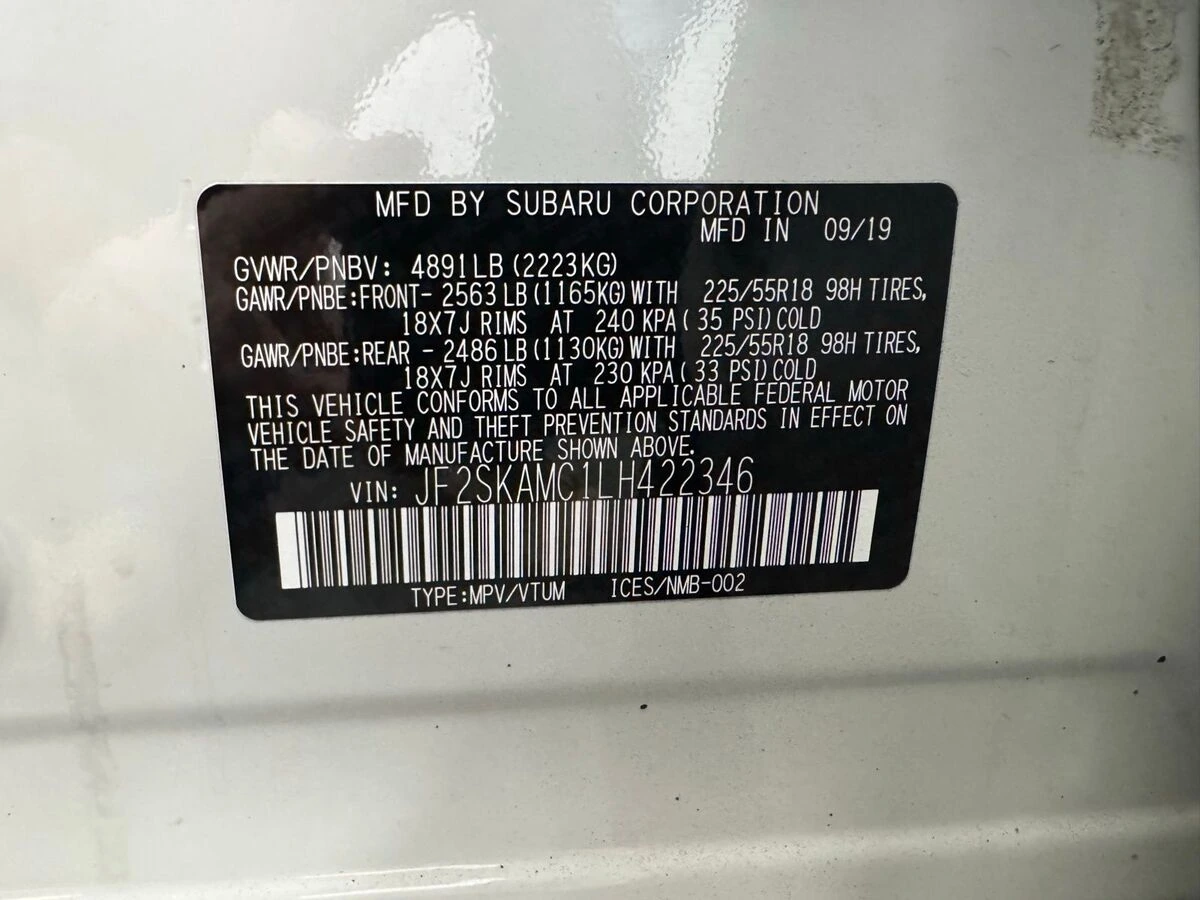 MFD BY SUBARU CORPORATION
MFD IN 09/19
GVWR/PNBV: 4891LB (2223KG)
GAWR/PNBE:FRONT- 2563 LB (1165KG) WITH 225/55R18 98H TIRES,
18X7J RIMS AT 240 KPA ( 35 PSI) COLD
GAWR/PNBE:REAR - 2486 LB (1130KG) WITH 225/55R18 98H TIRES,
18X7J RIMS AT 230 KPA ( 33 PSI) COLD
THIS VEHICLE CONFORMS TO ALL APPLICABLE FEDERAL MOTOR
VEHICLE SAFETY AND THEFT PREVENTION STANDARDS IN EFFECT ON
THE DATE OF MANUFACTURE SHOWN ABOVE.
VIN: JF2SKAMC1LH422346
TYPE:MPV/VTUM ICES/NMB-002